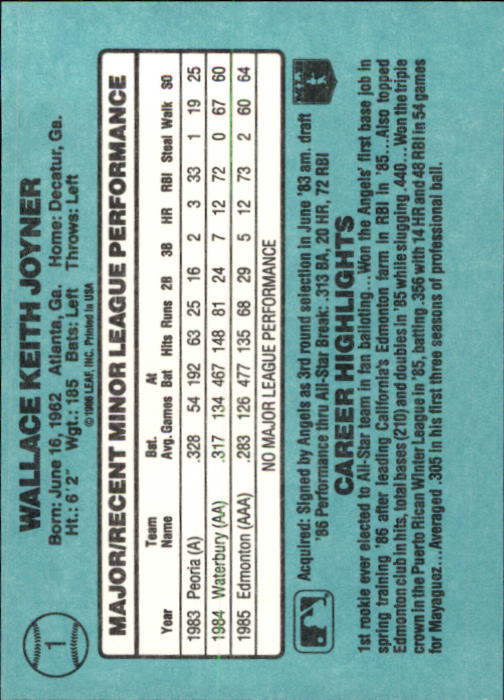 1
WALLACE KEITH JOYNER
Born: June 16, 1962 Atlanta, Ga. Home: Decatur, Ga.
Ht.: 6'2" Wgt.: 185 Bats: Left Throws: Left
© 1986 LEAF, INC. Printed In USA
MAJOR/RECENT MINOR LEAGUE PERFORMANCE
Team Bat. At
Year Name Avg. Games Bat Hits Runs 2B 3B HR RBI Steal Walk SO
1983 Peoria (A) .328 54 192 63 25 16 2 3 33 1 19 25
1984 Waterbury (AA) .317 134 467 148 81 24 7 12 72 0 67 60
1985 Edmonton (AAA) .283 126 477 135 68 29 5 12 73 2 60 64
NO MAJOR LEAGUE PERFORMANCE
Acquired: Signed by Angels as 3rd round selection in June '83 am. draft
'86 Performance thru All-Star Break: .313 BA, 20 HR, 72 RBI
CAREER HIGHLIGHTS
1st rookie ever elected to All-Star team in fan balloting...Won the Angels' first base job in
spring training '86 after leading California's Edmonton farm in RBI in '85...Also topped
Edmonton club in hits, total bases (210) and doubles in '85 while slugging .440...Won the triple
crown in the Puerto Rican Winter League in '85, batting .356 with 14 HR and 48 RBI in 54 games
for Mayaguez...Averaged .305 in this first three seasons of professional ball.